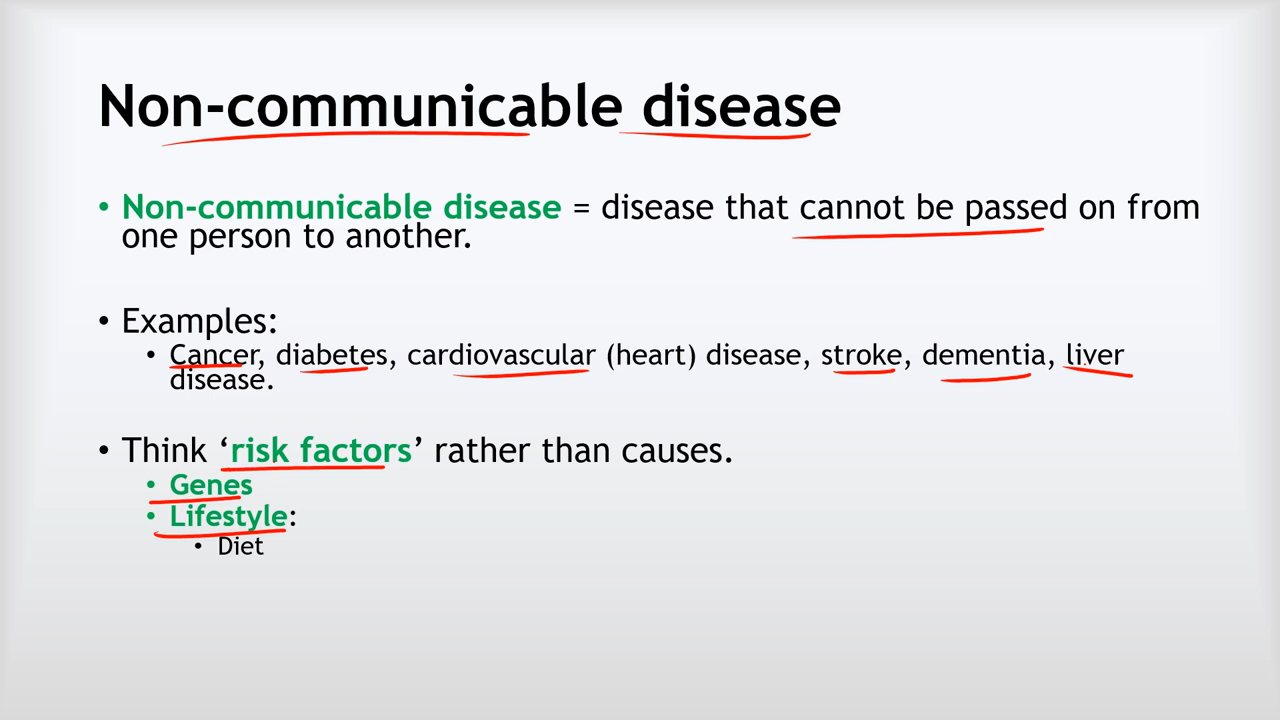 Non-communicable disease
• Non-communicable disease = disease that cannot be passed on from
one person to another.
• Examples:
• Cancer, diabetes, cardiovascular (heart) disease, stroke, dementia, liver
disease.
• Think ‘risk factors’ rather than causes.
• Genes
• Lifestyle:
• Diet